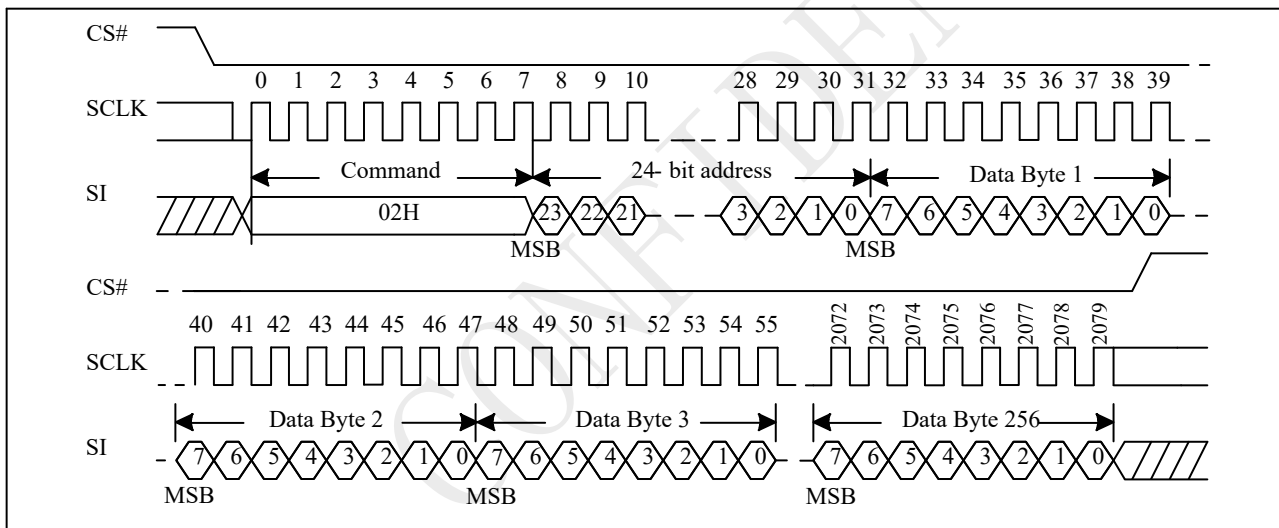 CS#
0 1 2 3 4 5 6 7 8 9 10 28 29 30 31 32 33 34 35 36 37 38 39
SCLK
Command 24- bit address Data Byte 1
SI
02H 23 22 21 3 2 1 0 7 6 5 4 3 2 1 0
MSB MSB
CS#
40 41 42 43 44 45 46 47 48 49 50 51 52 53 54 55 2072 2073 2074 2075 2076 2077 2078 2079
SCLK
Data Byte 2 Data Byte 3 Data Byte 256
SI
7 6 5 4 3 2 1 0 7 6 5 4 3 2 1 0 7 6 5 4 3 2 1 0
MSB MSB MSB
CONFIDEN